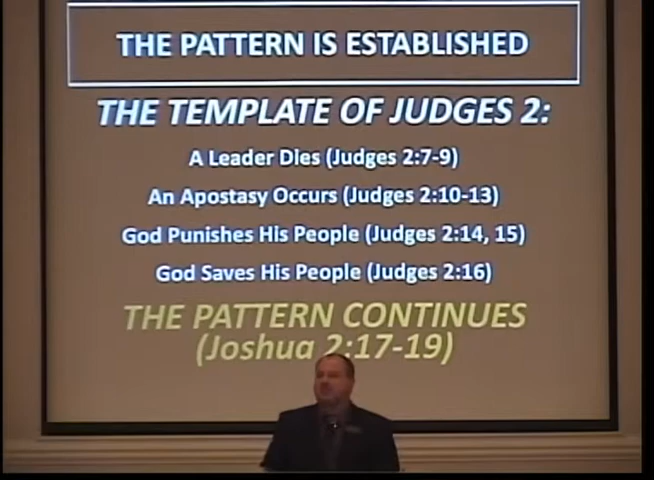 THE PATTERN IS ESTABLISHED
THE TEMPLATE OF JUDGES 2:
A Leader Dies (Judges 2:7-9)
An Apostasy Occurs (Judges 2:10-13)
God Punishes His People (Judges 2:14, 15)
God Saves His People (Judges 2:16)
THE PATTERN CONTINUES
(Joshua 2:17-19)